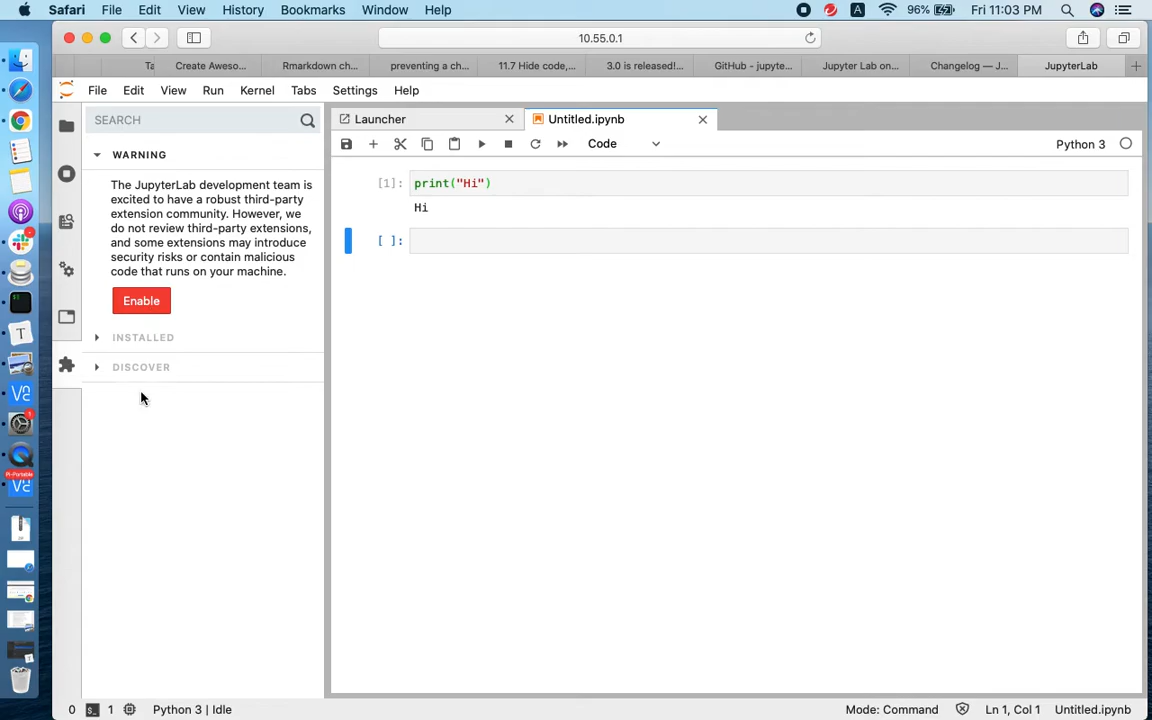 Safari File Edit View History Bookmarks Window Help 96% Fri 11:03 PM
10.55.0.1
Ta Create Aweso... Rmarkdown ch... preventing a ch... 11.7 Hide code,... 3.0 is released!... GitHub - jupyte... Jupyter Lab on... Changelog — J... JupyterLab
File Edit View Run Kernel Tabs Settings Help
SEARCH
WARNING
The JupyterLab development team is
excited to have a robust third-party
extension community. However, we
do not review third-party extensions,
and some extensions may introduce
security risks or contain malicious
code that runs on your machine.
Enable
INSTALLED
DISCOVER
Launcher Untitled.ipynb
Code Python 3
[1]: print("Hi")
Hi
[ ]:
0 1 Python 3 | Idle Mode: Command Ln 1, Col 1 Untitled.ipynb